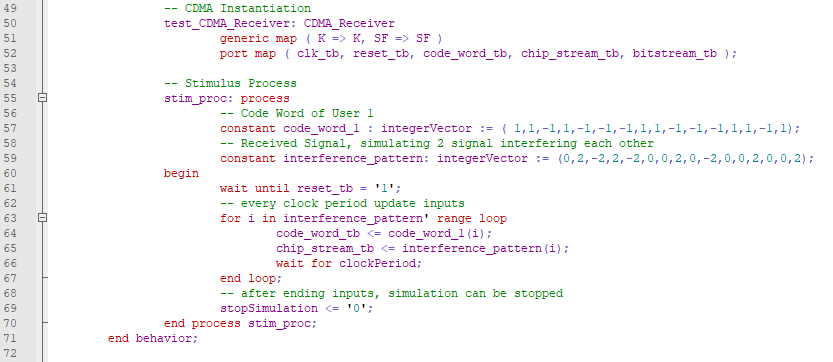 49 -- CDMA Instantiation
50 test_CDMA_Receiver: CDMA_Receiver
51 generic map ( K => K, SF => SF )
52 port map ( clk_tb, reset_tb, code_word_tb, chip_stream_tb, bitstream_tb );
53
54 -- Stimulus Process
55 stim_proc: process
56 -- Code Word of User 1
57 constant code_word_1 : integerVector := ( 1,1,-1,1,-1,-1,-1,1,1,-1,-1,-1,1,1,-1,1);
58 -- Received Signal, simulating 2 signal interfering each other
59 constant interference_pattern: integerVector := (0,2,-2,2,-2,0,0,2,0,-2,0,0,2,0,0,2);
60 begin
61 wait until reset_tb = '1';
62 -- every clock period update inputs
63 for i in interference_pattern' range loop
64 code_word_tb <= code_word_1(i);
65 chip_stream_tb <= interference_pattern(i);
66 wait for clockPeriod;
67 end loop;
68 -- after ending inputs, simulation can be stopped
69 stopSimulation <= '0';
70 end process stim_proc;
71 end behavior;
72